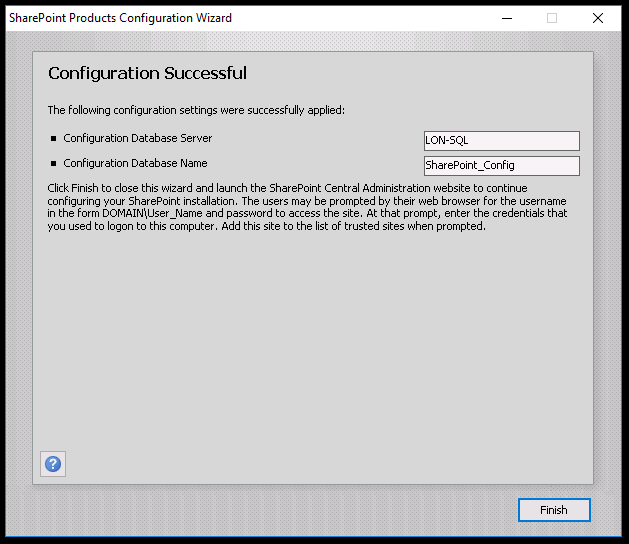 SharePoint Products Configuration Wizard
Configuration Successful
The following configuration settings were successfully applied:
Configuration Database Server LON-SQL
Configuration Database Name SharePoint_Config
Click Finish to close this wizard and launch the SharePoint Central Administration website to continue
configuring your SharePoint installation. The users may be prompted by their web browser for the username
in the form DOMAIN\User_Name and password to access the site. At that prompt, enter the credentials that
you used to logon to this computer. Add this site to the list of trusted sites when prompted.
?
Finish